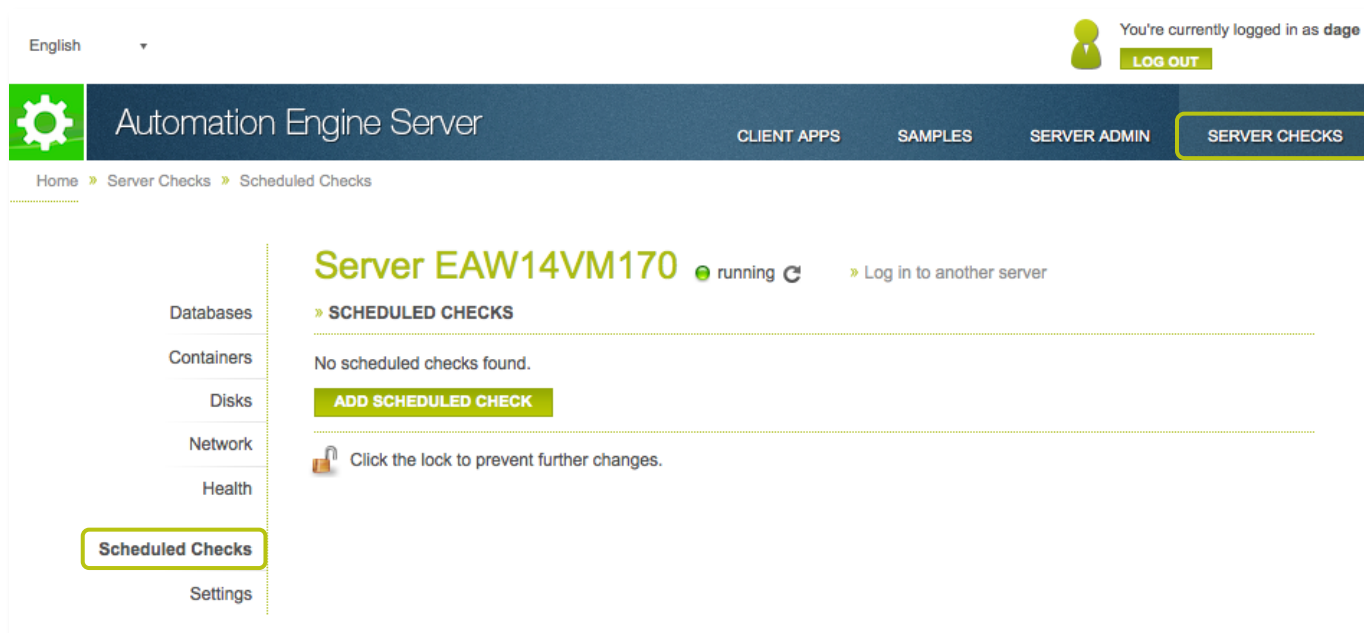 English
You're currently logged in as dage
LOG OUT
Automation Engine Server
CLIENT APPS SAMPLES SERVER ADMIN SERVER CHECKS
Home » Server Checks » Scheduled Checks
Server EAW14VM170 running » Log in to another server
Databases
Containers
Disks
Network
Health
Scheduled Checks
Settings
» SCHEDULED CHECKS
No scheduled checks found.
ADD SCHEDULED CHECK
Click the lock to prevent further changes.